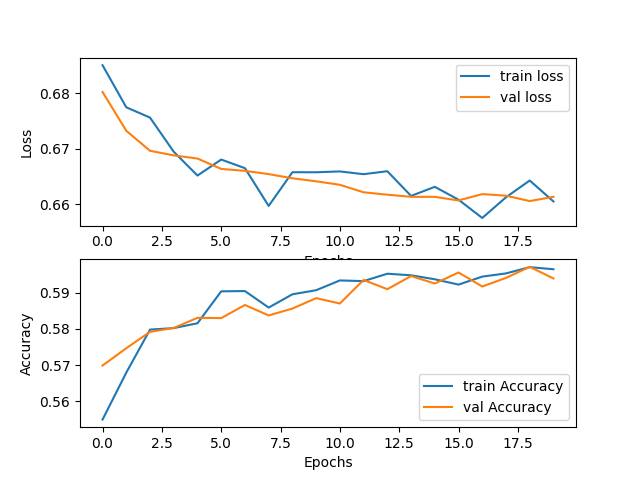 train loss
val loss
0.68
0.67
0.66
Loss
0.0 2.5 5.0 7.5 10.0 12.5 15.0 17.5
Epochs
0.59
0.58
0.57
0.56
Accuracy
train Accuracy
val Accuracy
0.0 2.5 5.0 7.5 10.0 12.5 15.0 17.5
Epochs